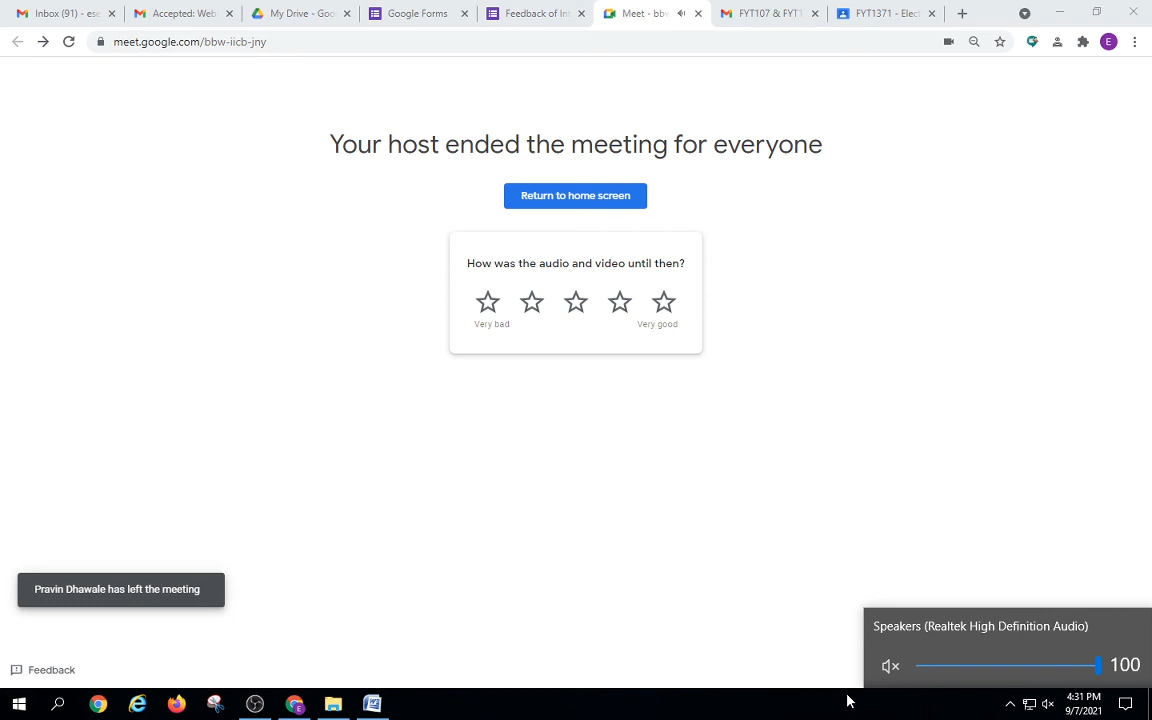 Inbox (91) - ese
Accepted: Web
My Drive - Goo
Google Forms
Feedback of In
Meet - bbw
FYT107 & FYT1
FYT1371 - Elec
meet.google.com/bbw-iicb-jny
E
Your host ended the meeting for everyone
Return to home screen
How was the audio and video until then?
Very bad
Very good
Pravin Dhawale has left the meeting
Speakers (Realtek High Definition Audio)
100
Feedback
4:31 PM
9/7/2021